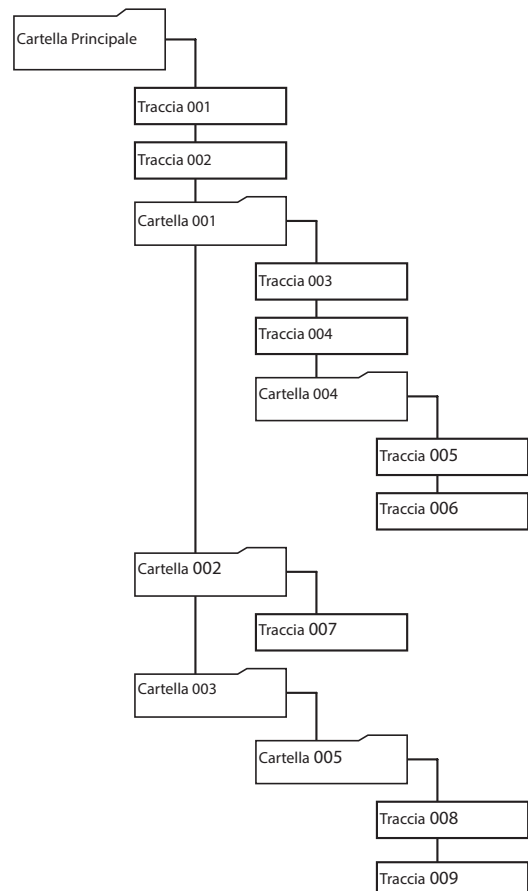 Cartella Principale
Traccia 001
Traccia 002
Cartella 001
Traccia 003
Traccia 004
Cartella 004
Traccia 005
Traccia 006
Cartella 002
Traccia 007
Cartella 003
Cartella 005
Traccia 008
Traccia 009